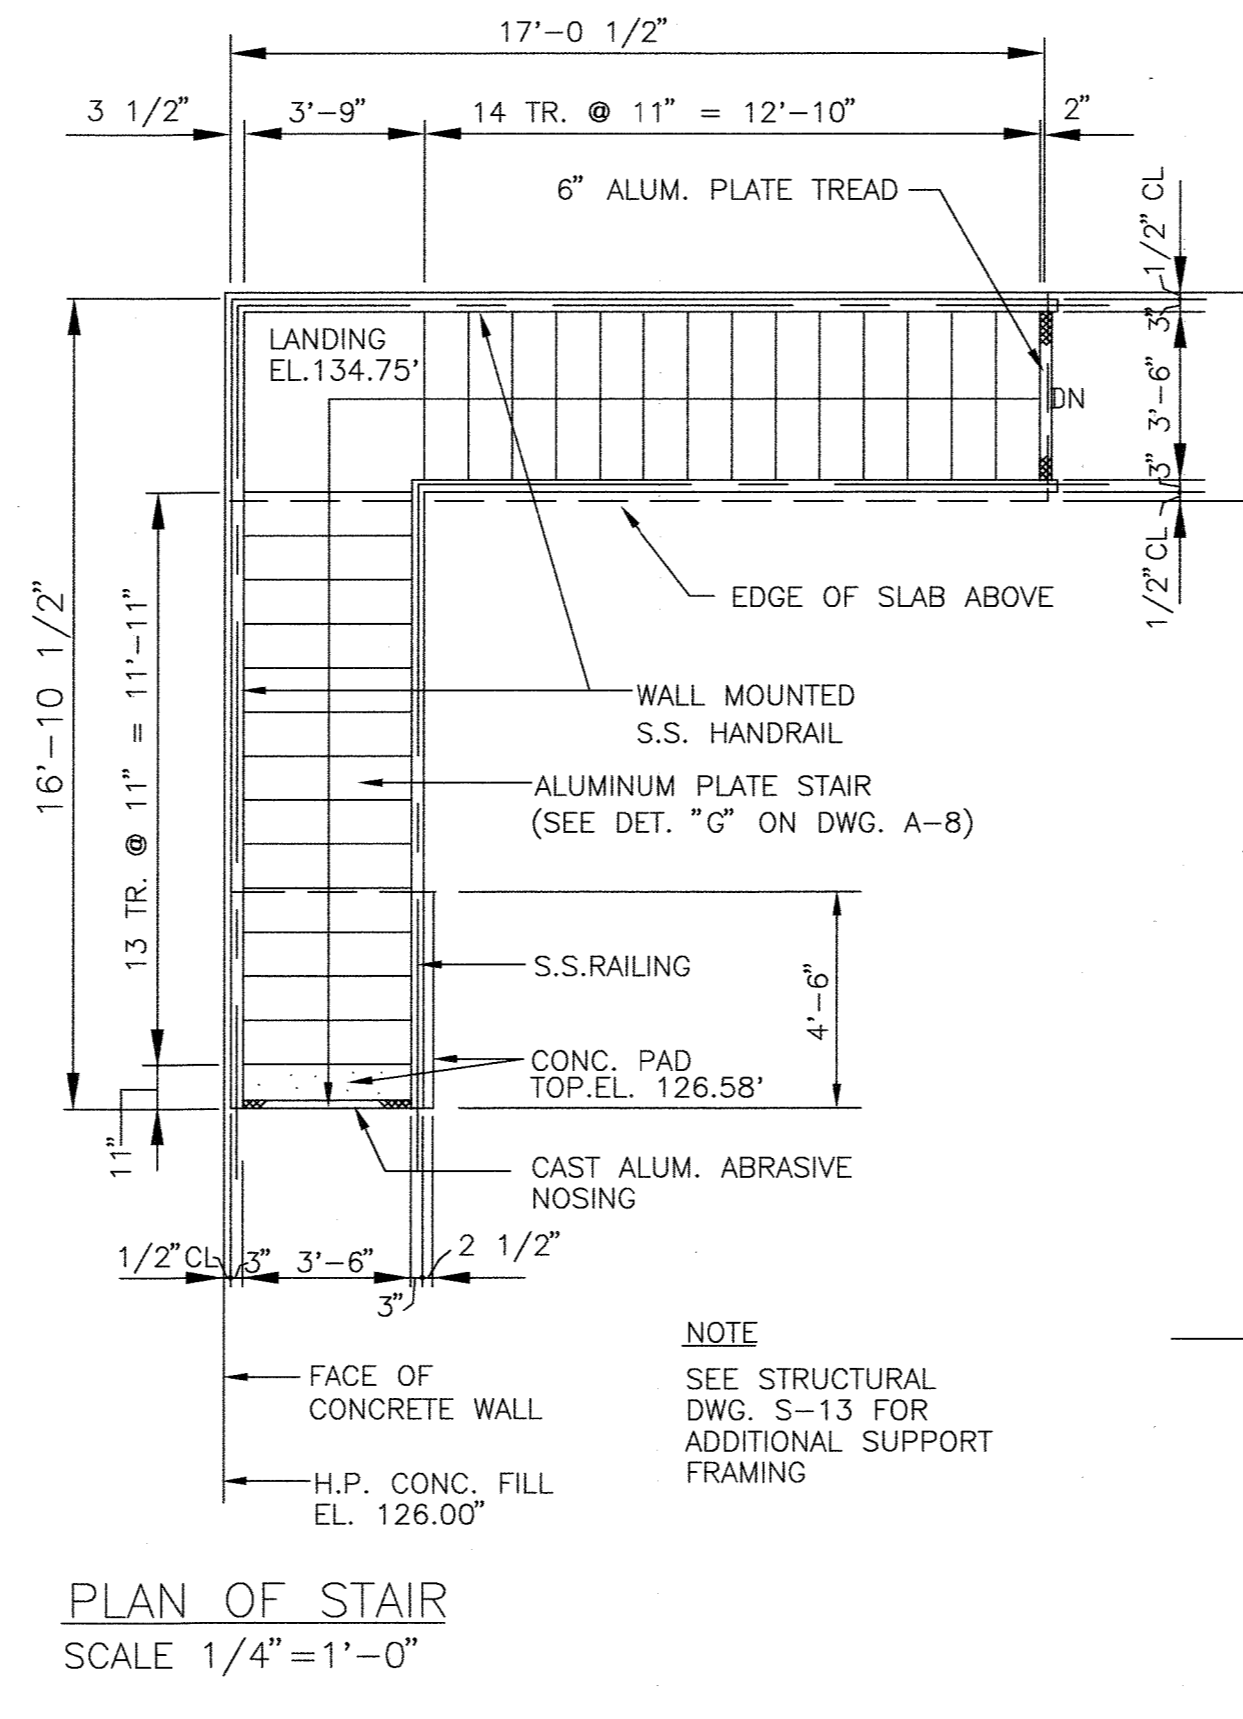 17'-0 1/2"
3 1/2"
3'-9"
14 TR. @ 11" = 12'-10"
2"
6" ALUM. PLATE TREAD
1/2" CL
3"
3'-6"
3"
1/2" CL
LANDING
EL.134.75'
DN
EDGE OF SLAB ABOVE
16'-10 1/2"
13 TR. @ 11" = 11'-11"
11"
WALL MOUNTED
S.S. HANDRAIL
ALUMINUM PLATE STAIR
(SEE DET. "G" ON DWG. A-8)
S.S.RAILING
4'-6"
CONC. PAD
TOP.EL. 126.58'
CAST ALUM. ABRASIVE
NOSING
1/2" CL
3"
3'-6"
3"
2 1/2"
FACE OF
CONCRETE WALL
H.P. CONC. FILL
EL. 126.00"
NOTE
SEE STRUCTURAL
DWG. S-13 FOR
ADDITIONAL SUPPORT
FRAMING
PLAN OF STAIR
SCALE 1/4"=1'-0"